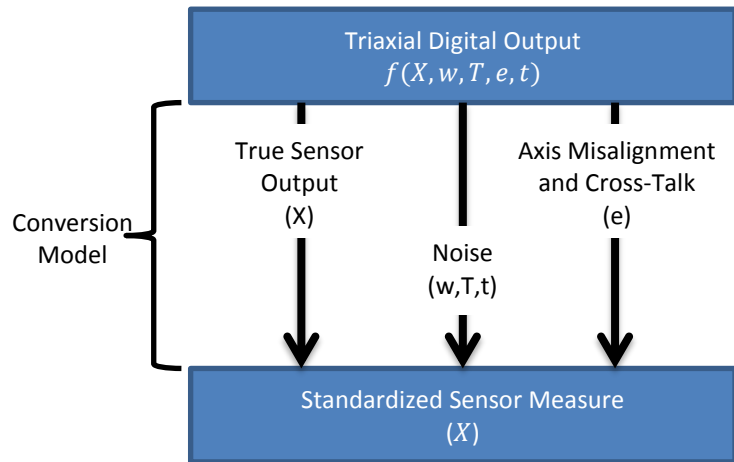 Triaxial Digital Output
f(X, w, T, e, t)
True Sensor
Output
(X)
Axis Misalignment
and Cross-Talk
(e)
Conversion
Model
Noise
(w,T,t)
Standardized Sensor Measure
(X)